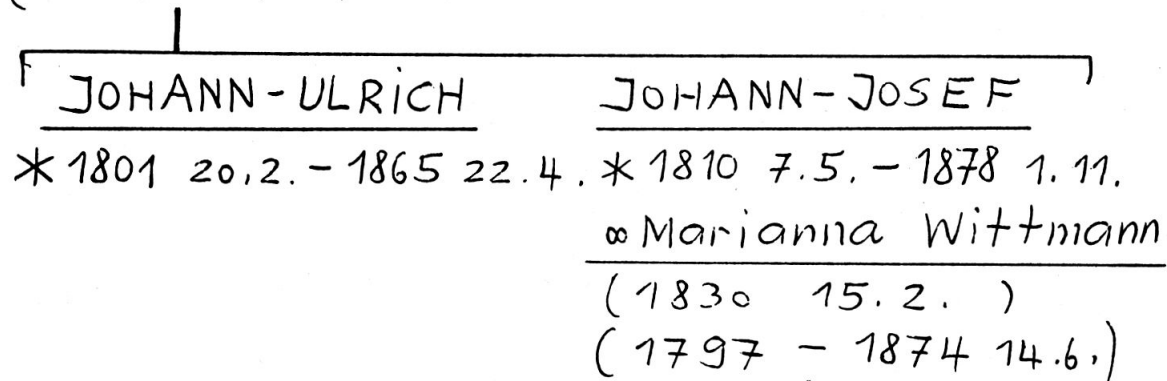 JOHANN-ULRICH JOHANN-JOSEF
* 1801 20.2. - 1865 22.4. * 1810 7.5. - 1878 1.11.
∞ Marianna Wittmann
(1830 15.2. )
(1797 - 1874 14.6.)